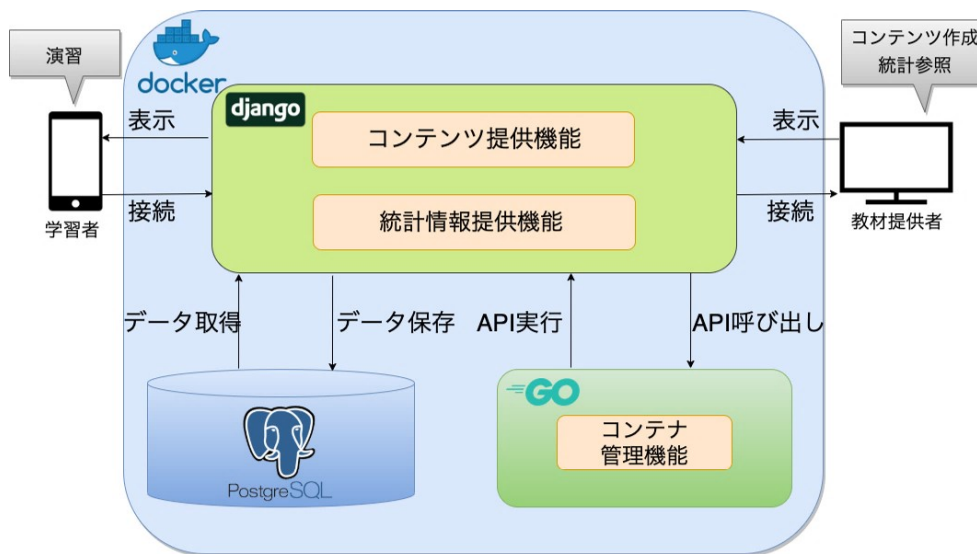 演習
docker
コンテンツ作成
統計参照
django
表示
コンテンツ提供機能
表示
接続
統計情報提供機能
接続
学習者
教材提供者
データ取得
データ保存
API実行
API呼び出し
GO
PostgreSQL
コンテナ
管理機能